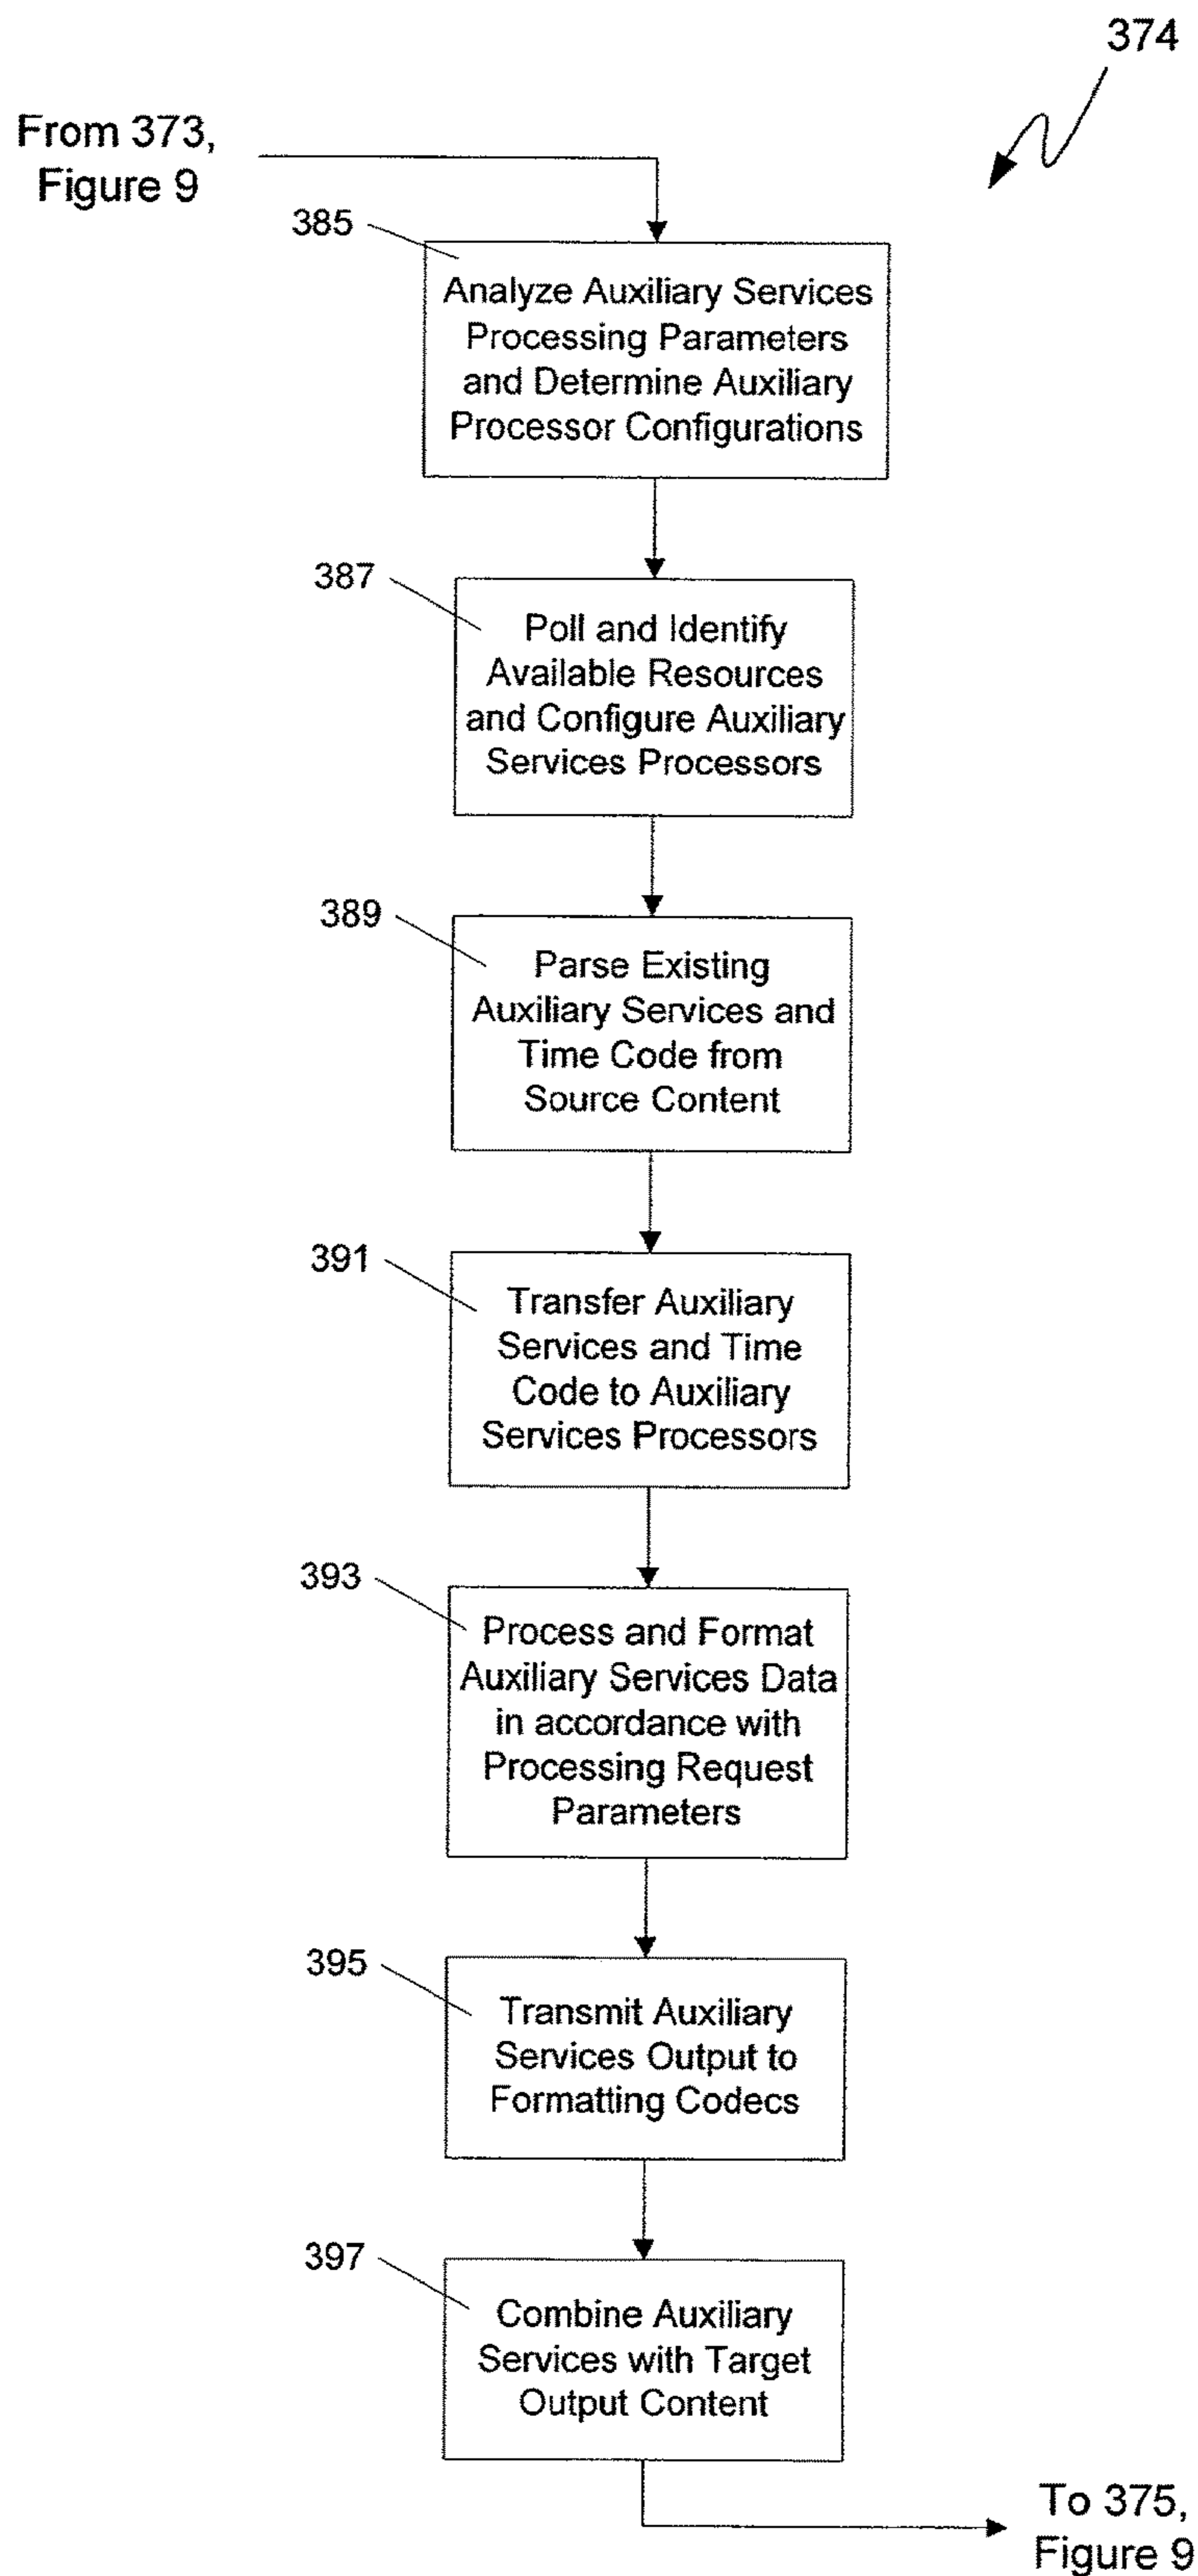 374
From 373,
Figure 9
385
Analyze Auxiliary Services
Processing Parameters
and Determine Auxiliary
Processor Configurations
387
Poll and Identify
Available Resources
and Configure Auxiliary
Services Processors
389
Parse Existing
Auxiliary Services and
Time Code from
Source Content
391
Transfer Auxiliary
Services and Time
Code to Auxiliary
Services Processors
393
Process and Format
Auxiliary Services Data
in accordance with
Processing Request
Parameters
395
Transmit Auxiliary
Services Output to
Formatting Codecs
397
Combine Auxiliary
Services with Target
Output Content
To 375,
Figure 9